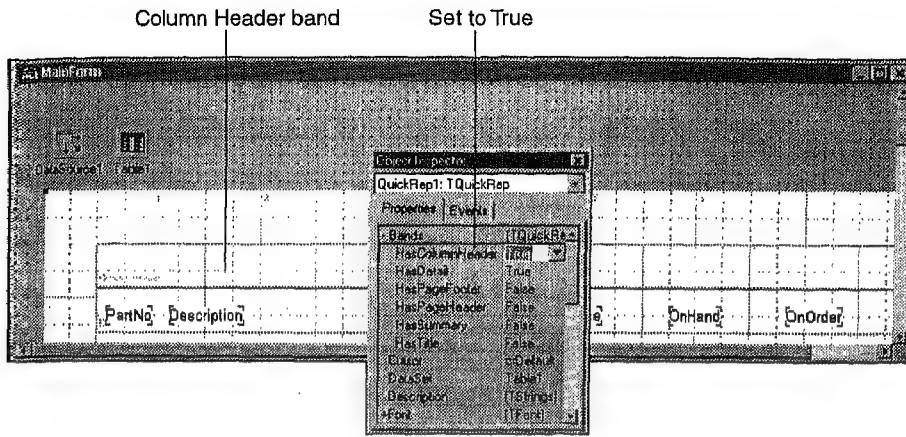 Column Header band
Set to True
MainForm
DataSource1 Table1
Object Inspector
QuickRep1: TQuickRep
Properties Events
-Bands [TQuickRe
HasColumnHeader True
HasDetail True
HasPageFooter False
HasPageHeader False
HasSummary False
HasTitle False
Cursor crDefault
DataSet Table1
Description (TStrings)
+Font (TFont)
[PartNo] [Description]
e] [OnHand] [OnOrder]